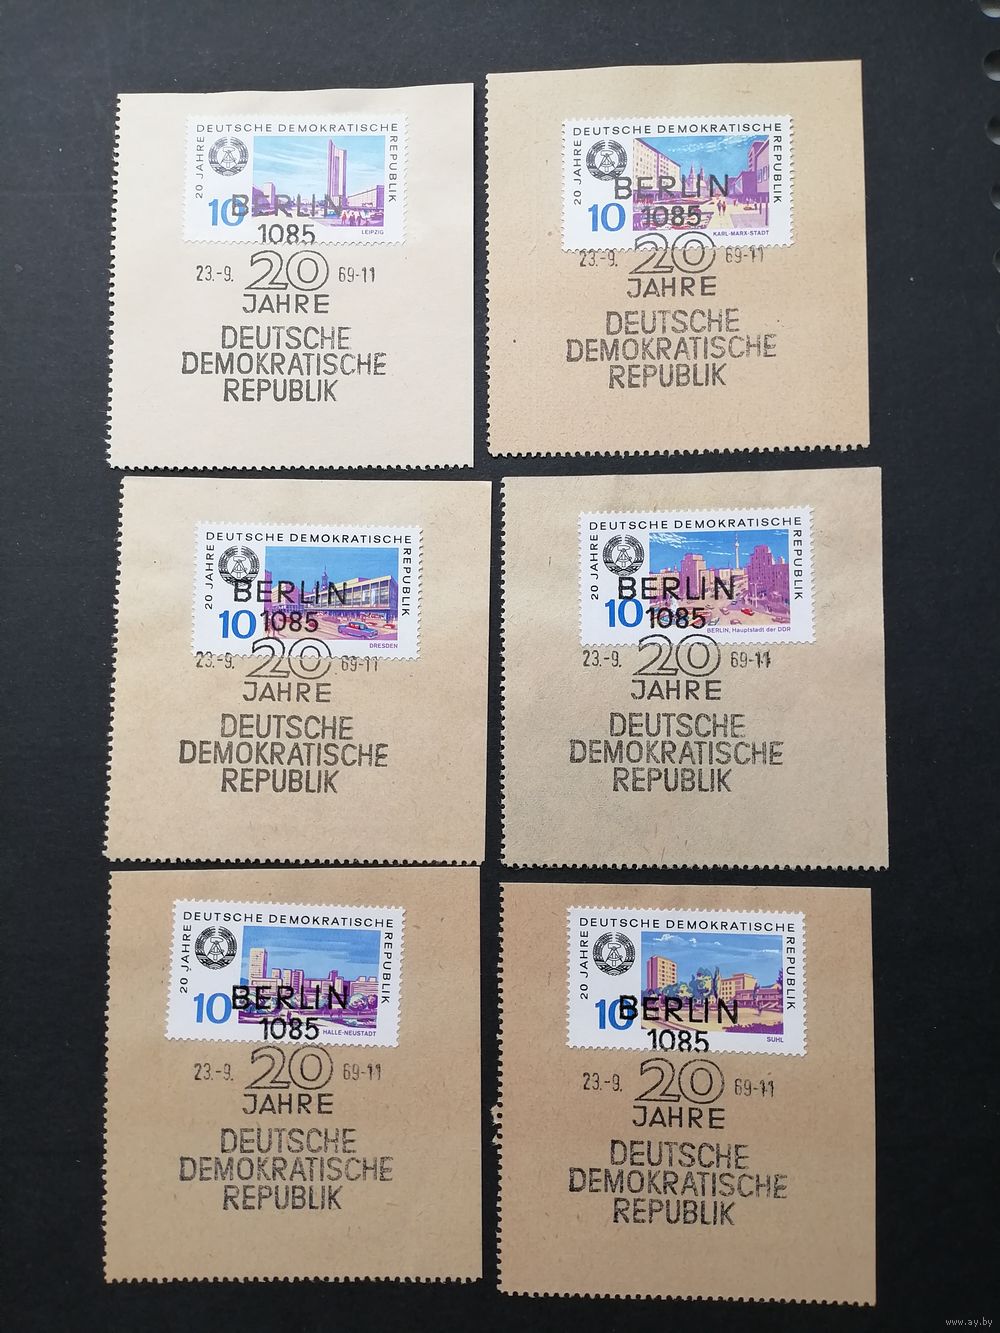 DEUTSCHE DEMOKRATISCHE
REPUBLIK
20 JAHRE
10
LEIPZIG
BERLIN
1085
23.-9. 20 69-11
JAHRE
DEUTSCHE
DEMOKRATISCHE
REPUBLIK
DEUTSCHE DEMOKRATISCHE
REPUBLIK
20 JAHRE
10
KARL-MARX-STADT
BERLIN
1085
23.-9. 20 69-11
JAHRE
DEUTSCHE
DEMOKRATISCHE
REPUBLIK
DEUTSCHE DEMOKRATISCHE
REPUBLIK
20 JAHRE
10
DRESDEN
BERLIN
1085
23.-9. 20 69-11
JAHRE
DEUTSCHE
DEMOKRATISCHE
REPUBLIK
DEUTSCHE DEMOKRATISCHE
REPUBLIK
20 JAHRE
10
BERLIN, Hauptstadt der DDR
BERLIN
1085
23.-9. 20 69-11
JAHRE
DEUTSCHE
DEMOKRATISCHE
REPUBLIK
DEUTSCHE DEMOKRATISCHE
REPUBLIK
20 JAHRE
10
HALLE-NEUSTADT
BERLIN
1085
23.-9. 20 69-11
JAHRE
DEUTSCHE
DEMOKRATISCHE
REPUBLIK
DEUTSCHE DEMOKRATISCHE
REPUBLIK
20 JAHRE
10
SUHL
BERLIN
1085
23.-9. 20 69-11
JAHRE
DEUTSCHE
DEMOKRATISCHE
REPUBLIK
www.ay.by